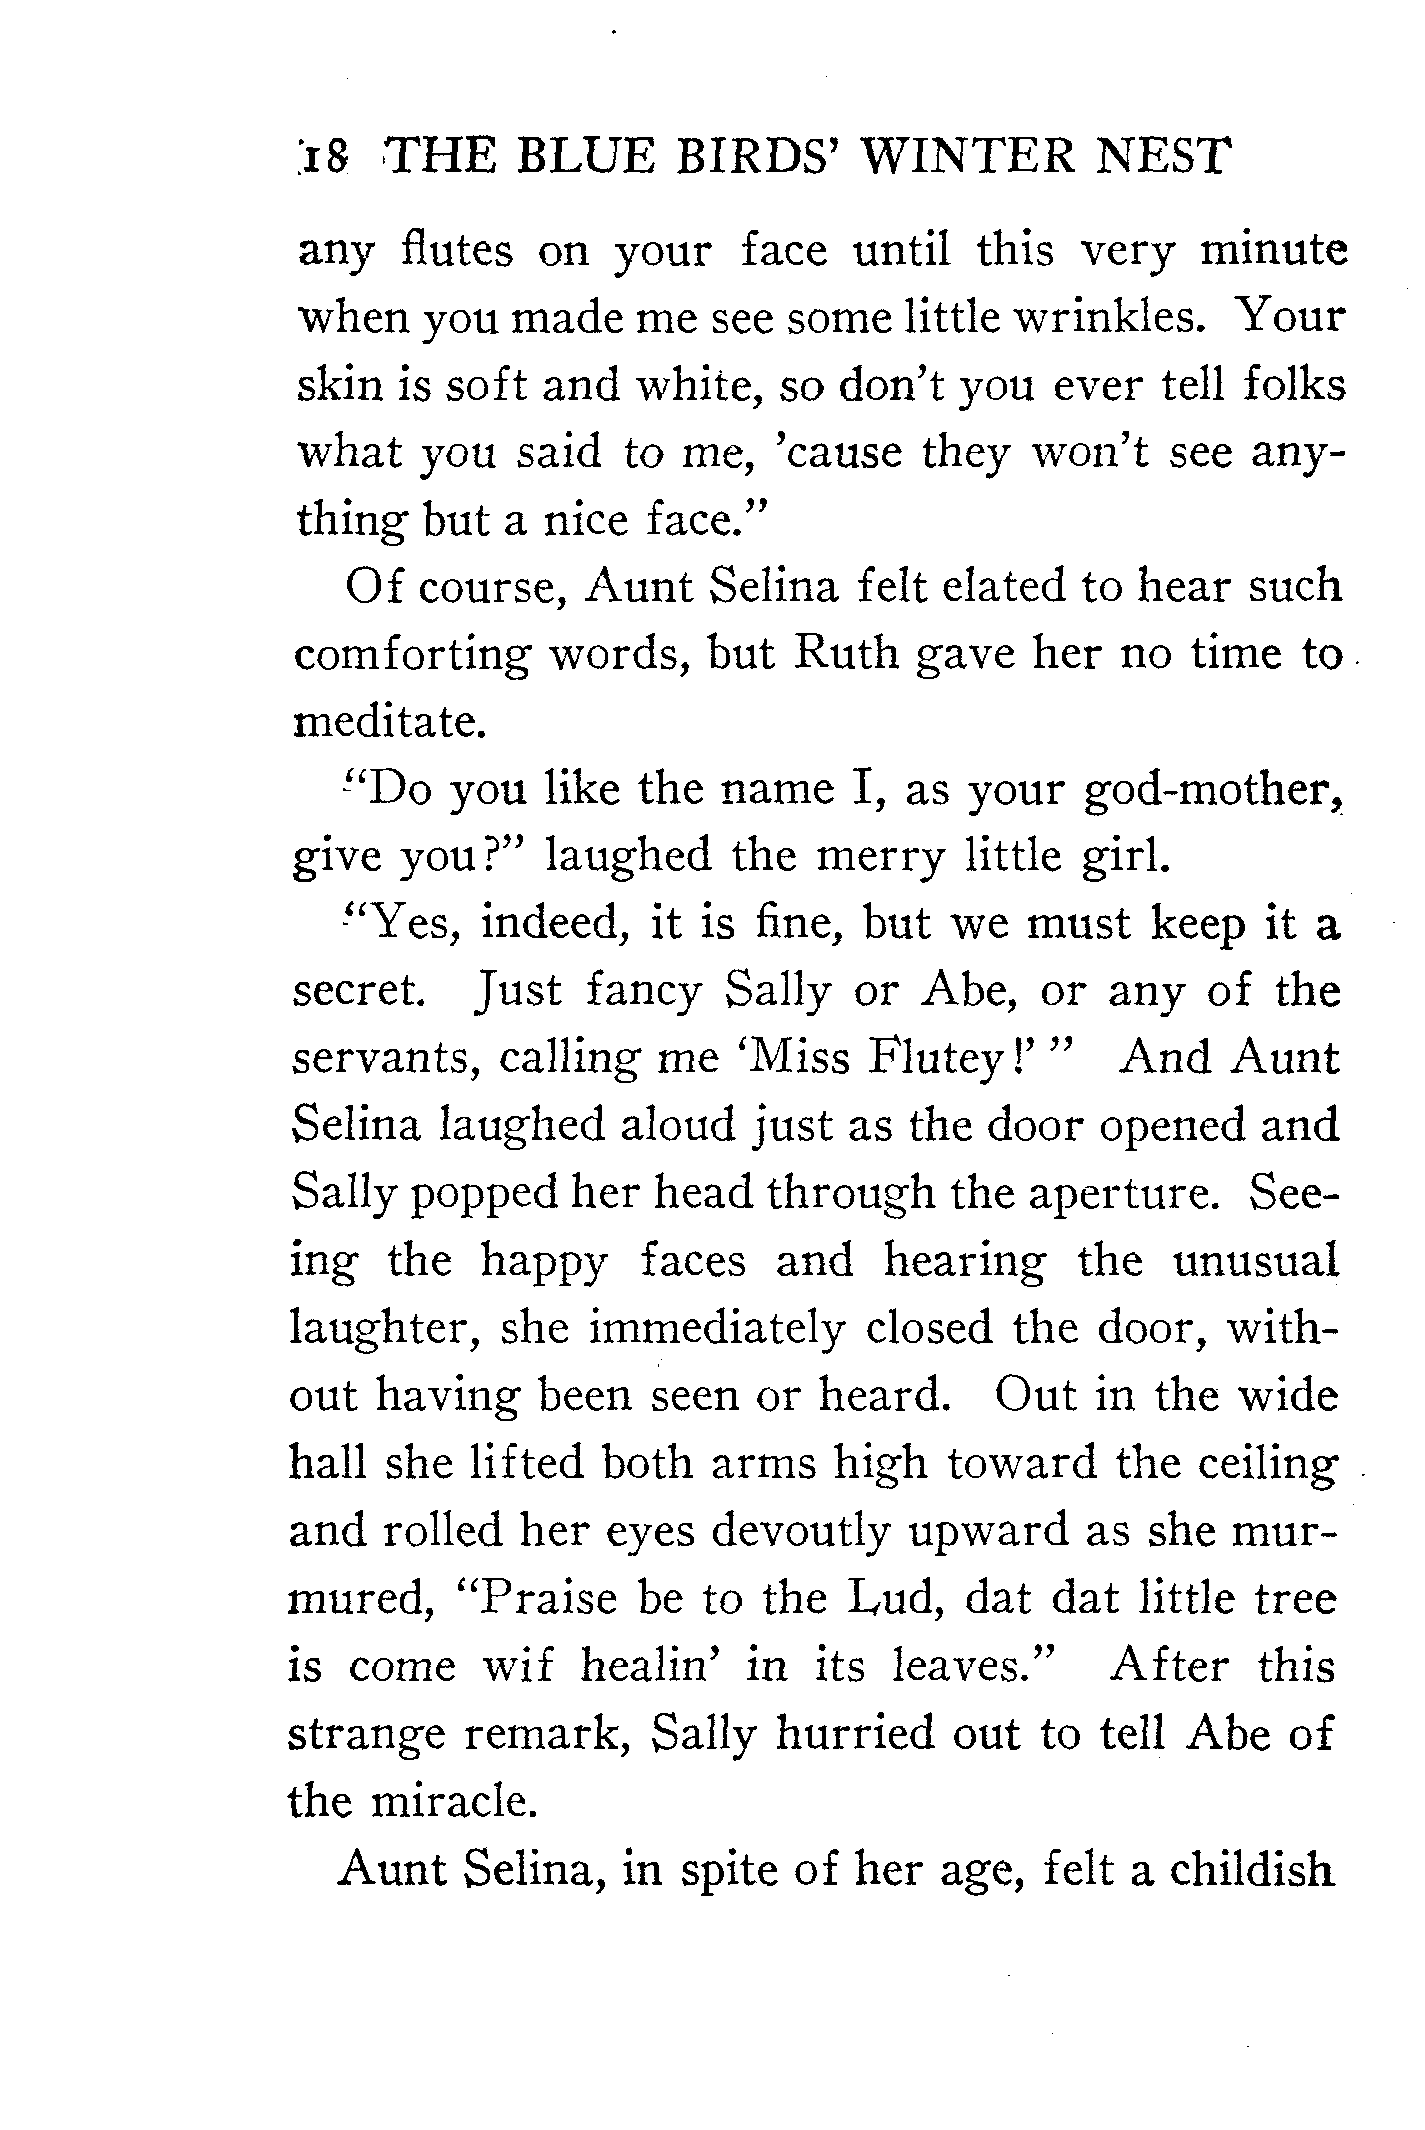 18 THE BLUE BIRDS' WINTER NEST
any flutes on your face until this very minute
when you made me see some little wrinkles. Your
skin is soft and white, so don't you ever tell folks
what you said to me, 'cause they won't see any-
thing but a nice face."
Of course, Aunt Selina felt elated to hear such
comforting words, but Ruth gave her no time to
meditate.
"Do you like the name I, as your god-mother,
give you?" laughed the merry little girl.
"Yes, indeed, it is fine, but we must keep it a
secret. Just fancy Sally or Abe, or any of the
servants, calling me 'Miss Flutey!' " And Aunt
Selina laughed aloud just as the door opened and
Sally popped her head through the aperture. See-
ing the happy faces and hearing the unusual
laughter, she immediately closed the door, with-
out having been seen or heard. Out in the wide
hall she lifted both arms high toward the ceiling
and rolled her eyes devoutly upward as she mur-
mured, "Praise be to the Lud, dat dat little tree
is come wif healin' in its leaves." After this
strange remark, Sally hurried out to tell Abe of
the miracle.
Aunt Selina, in spite of her age, felt a childish